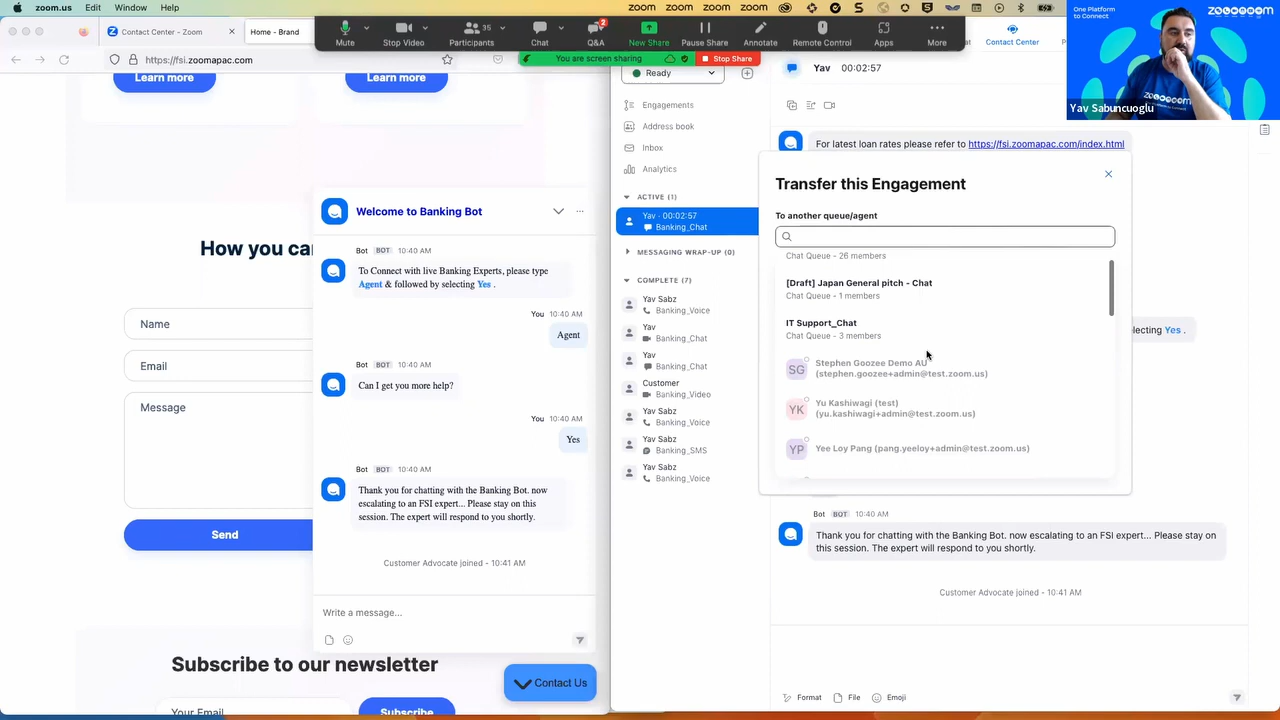 zoom.us Edit Window Help
zoom zoom zoom zoom
Contact Center - Zoom
Home - Brand
https://fsi.zoomapac.com
Mute
Stop Video
Participants
35
Chat
Q&A
2
New Share
Pause Share
Annotate
Remote Control
Apps
More
You are screen sharing
Stop Share
Contact Center
One Platform
to Connect
Yav Sabuncuoglu
Learn more
Learn more
How you ca
Name
Email
Message
Send
Subscribe to our newsletter
Your Email
Subscribe
Contact Us
Welcome to Banking Bot
Bot BOT 10:40 AM
To Connect with live Banking Experts, please type
Agent & followed by selecting Yes .
You 10:40 AM
Agent
Bot BOT 10:40 AM
Can I get you more help?
You 10:40 AM
Yes
Bot BOT 10:40 AM
Thank you for chatting with the Banking Bot. now
escalating to an FSI expert... Please stay on this
session. The expert will respond to you shortly.
Customer Advocate joined - 10:41 AM
Write a message...
Ready
Engagements
Address book
Inbox
Analytics
ACTIVE (1)
Yav - 00:02:57
Banking_Chat
MESSAGING WRAP-UP (0)
COMPLETE (7)
Yav Sabz
Banking_Voice
Yav
Banking_Chat
Yav
Banking_Chat
Customer
Banking_Video
Yav Sabz
Banking_Voice
Yav Sabz
Banking_SMS
Yav Sabz
Banking_Voice
Yav 00:02:57
For latest loan rates please refer to https://fsi.zoomapac.com/index.html
Transfer this Engagement
To another queue/agent
Chat Queue - 26 members
[Draft] Japan General pitch - Chat
Chat Queue - 1 members
IT Support_Chat
Chat Queue - 3 members
SG
Stephen Goozee Demo AU
(stephen.goozee+admin@test.zoom.us)
YK
Yu Kashiwagi (test)
(yu.kashiwagi+admin@test.zoom.us)
YP
Yee Loy Pang (pang.yeeloy+admin@test.zoom.us)
electing Yes .
Bot BOT 10:40 AM
Thank you for chatting with the Banking Bot. now escalating to an FSI expert... Please stay on
this session. The expert will respond to you shortly.
Customer Advocate joined - 10:41 AM
Format
File
Emoji